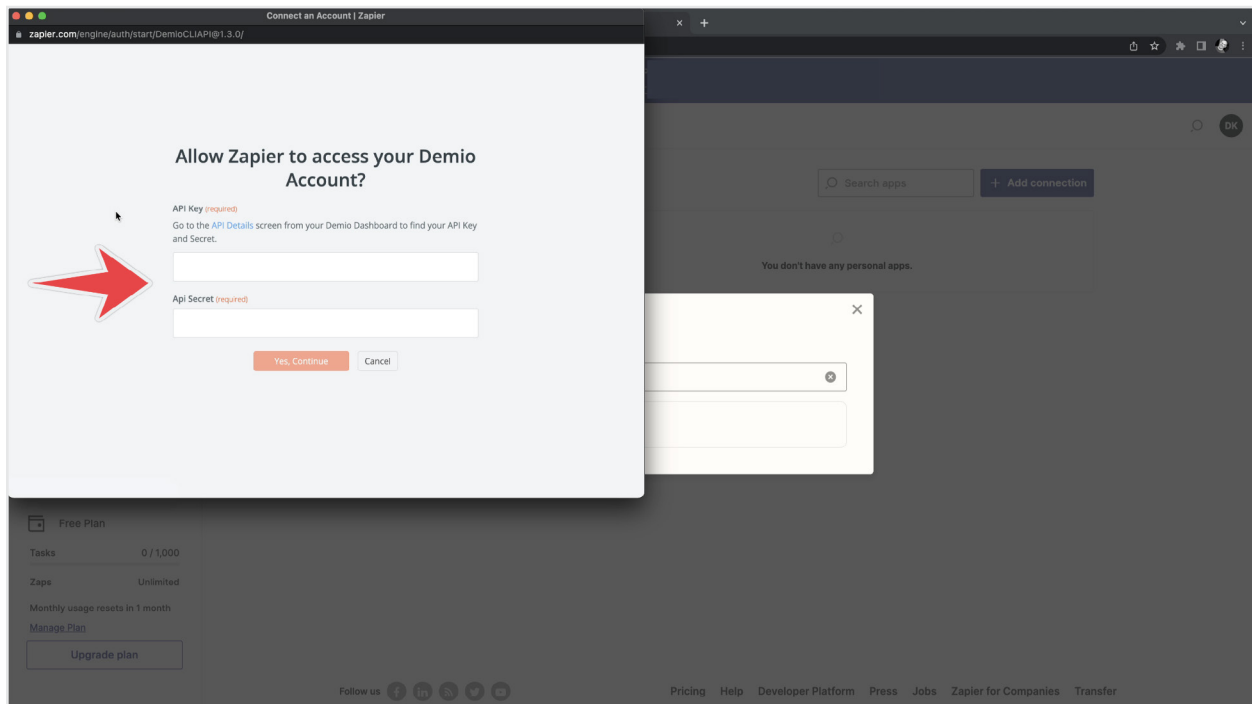 Connect an Account | Zapier
zapier.com/engine/auth/start/DemioCLIAPI@1.3.0/
DK
Search apps
+ Add connection
You don't have any personal apps.
Allow Zapier to access your Demio
Account?
API Key (required)
Go to the API Details screen from your Demio Dashboard to find your API Key
and Secret.
Api Secret (required)
Yes, Continue
Cancel
Free Plan
Tasks 0 / 1,000
Zaps Unlimited
Monthly usage resets in 1 month
Manage Plan
Upgrade plan
Follow us
Pricing Help Developer Platform Press Jobs Zapier for Companies Transfer